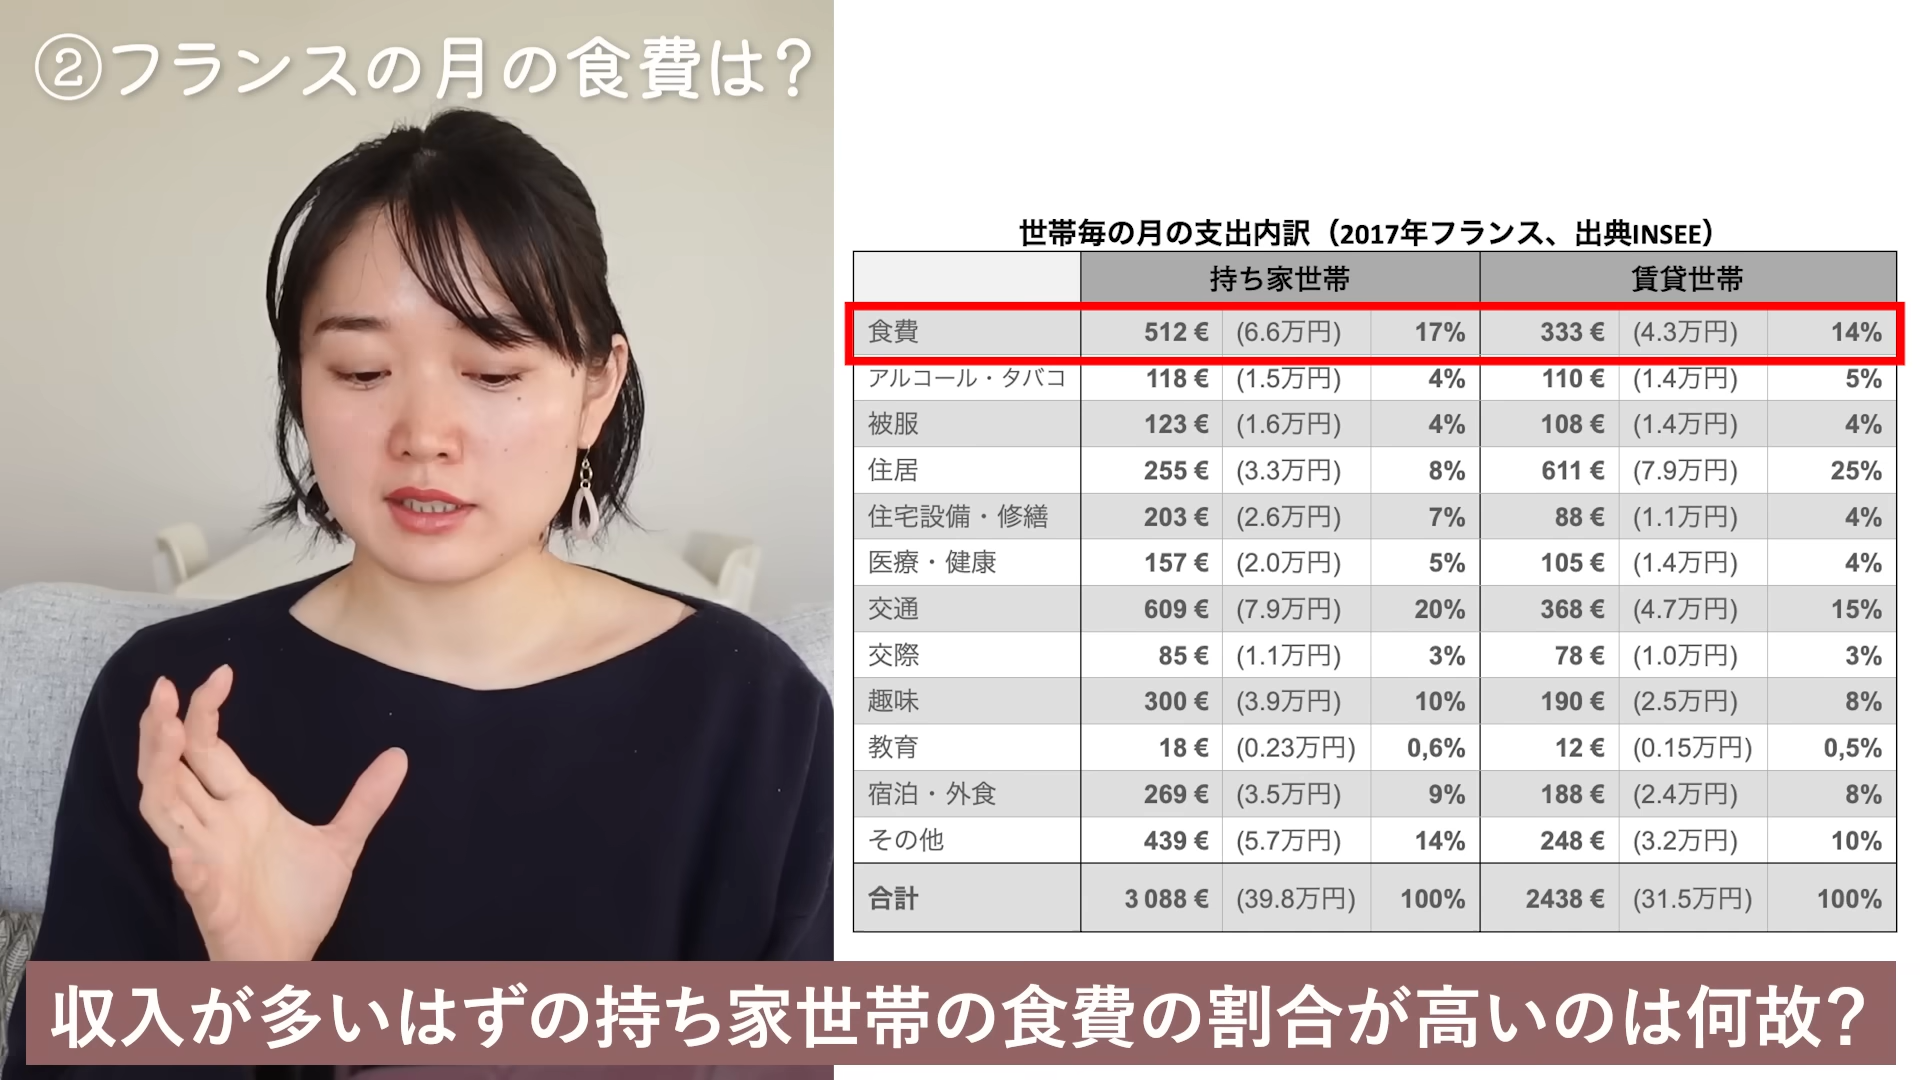 ②フランスの月の食費は?
世帯毎の月の支出内訳（2017年フランス、出典INSEE）
持ち家世帯 賃貸世帯
食費 512 € (6.6万円) 17% 333 € (4.3万円) 14%
アルコール・タバコ 118 € (1.5万円) 4% 110 € (1.4万円) 5%
被服 123 € (1.6万円) 4% 108 € (1.4万円) 4%
住居 255 € (3.3万円) 8% 611 € (7.9万円) 25%
住宅設備・修繕 203 € (2.6万円) 7% 88 € (1.1万円) 4%
医療・健康 157 € (2.0万円) 5% 105 € (1.4万円) 4%
交通 609 € (7.9万円) 20% 368 € (4.7万円) 15%
交際 85 € (1.1万円) 3% 78 € (1.0万円) 3%
趣味 300 € (3.9万円) 10% 190 € (2.5万円) 8%
教育 18 € (0.23万円) 0,6% 12 € (0.15万円) 0,5%
宿泊・外食 269 € (3.5万円) 9% 188 € (2.4万円) 8%
その他 439 € (5.7万円) 14% 248 € (3.2万円) 10%
合計 3 088 € (39.8万円) 100% 2438 € (31.5万円) 100%
収入が多いはずの持ち家世帯の食費の割合が高いのは何故?